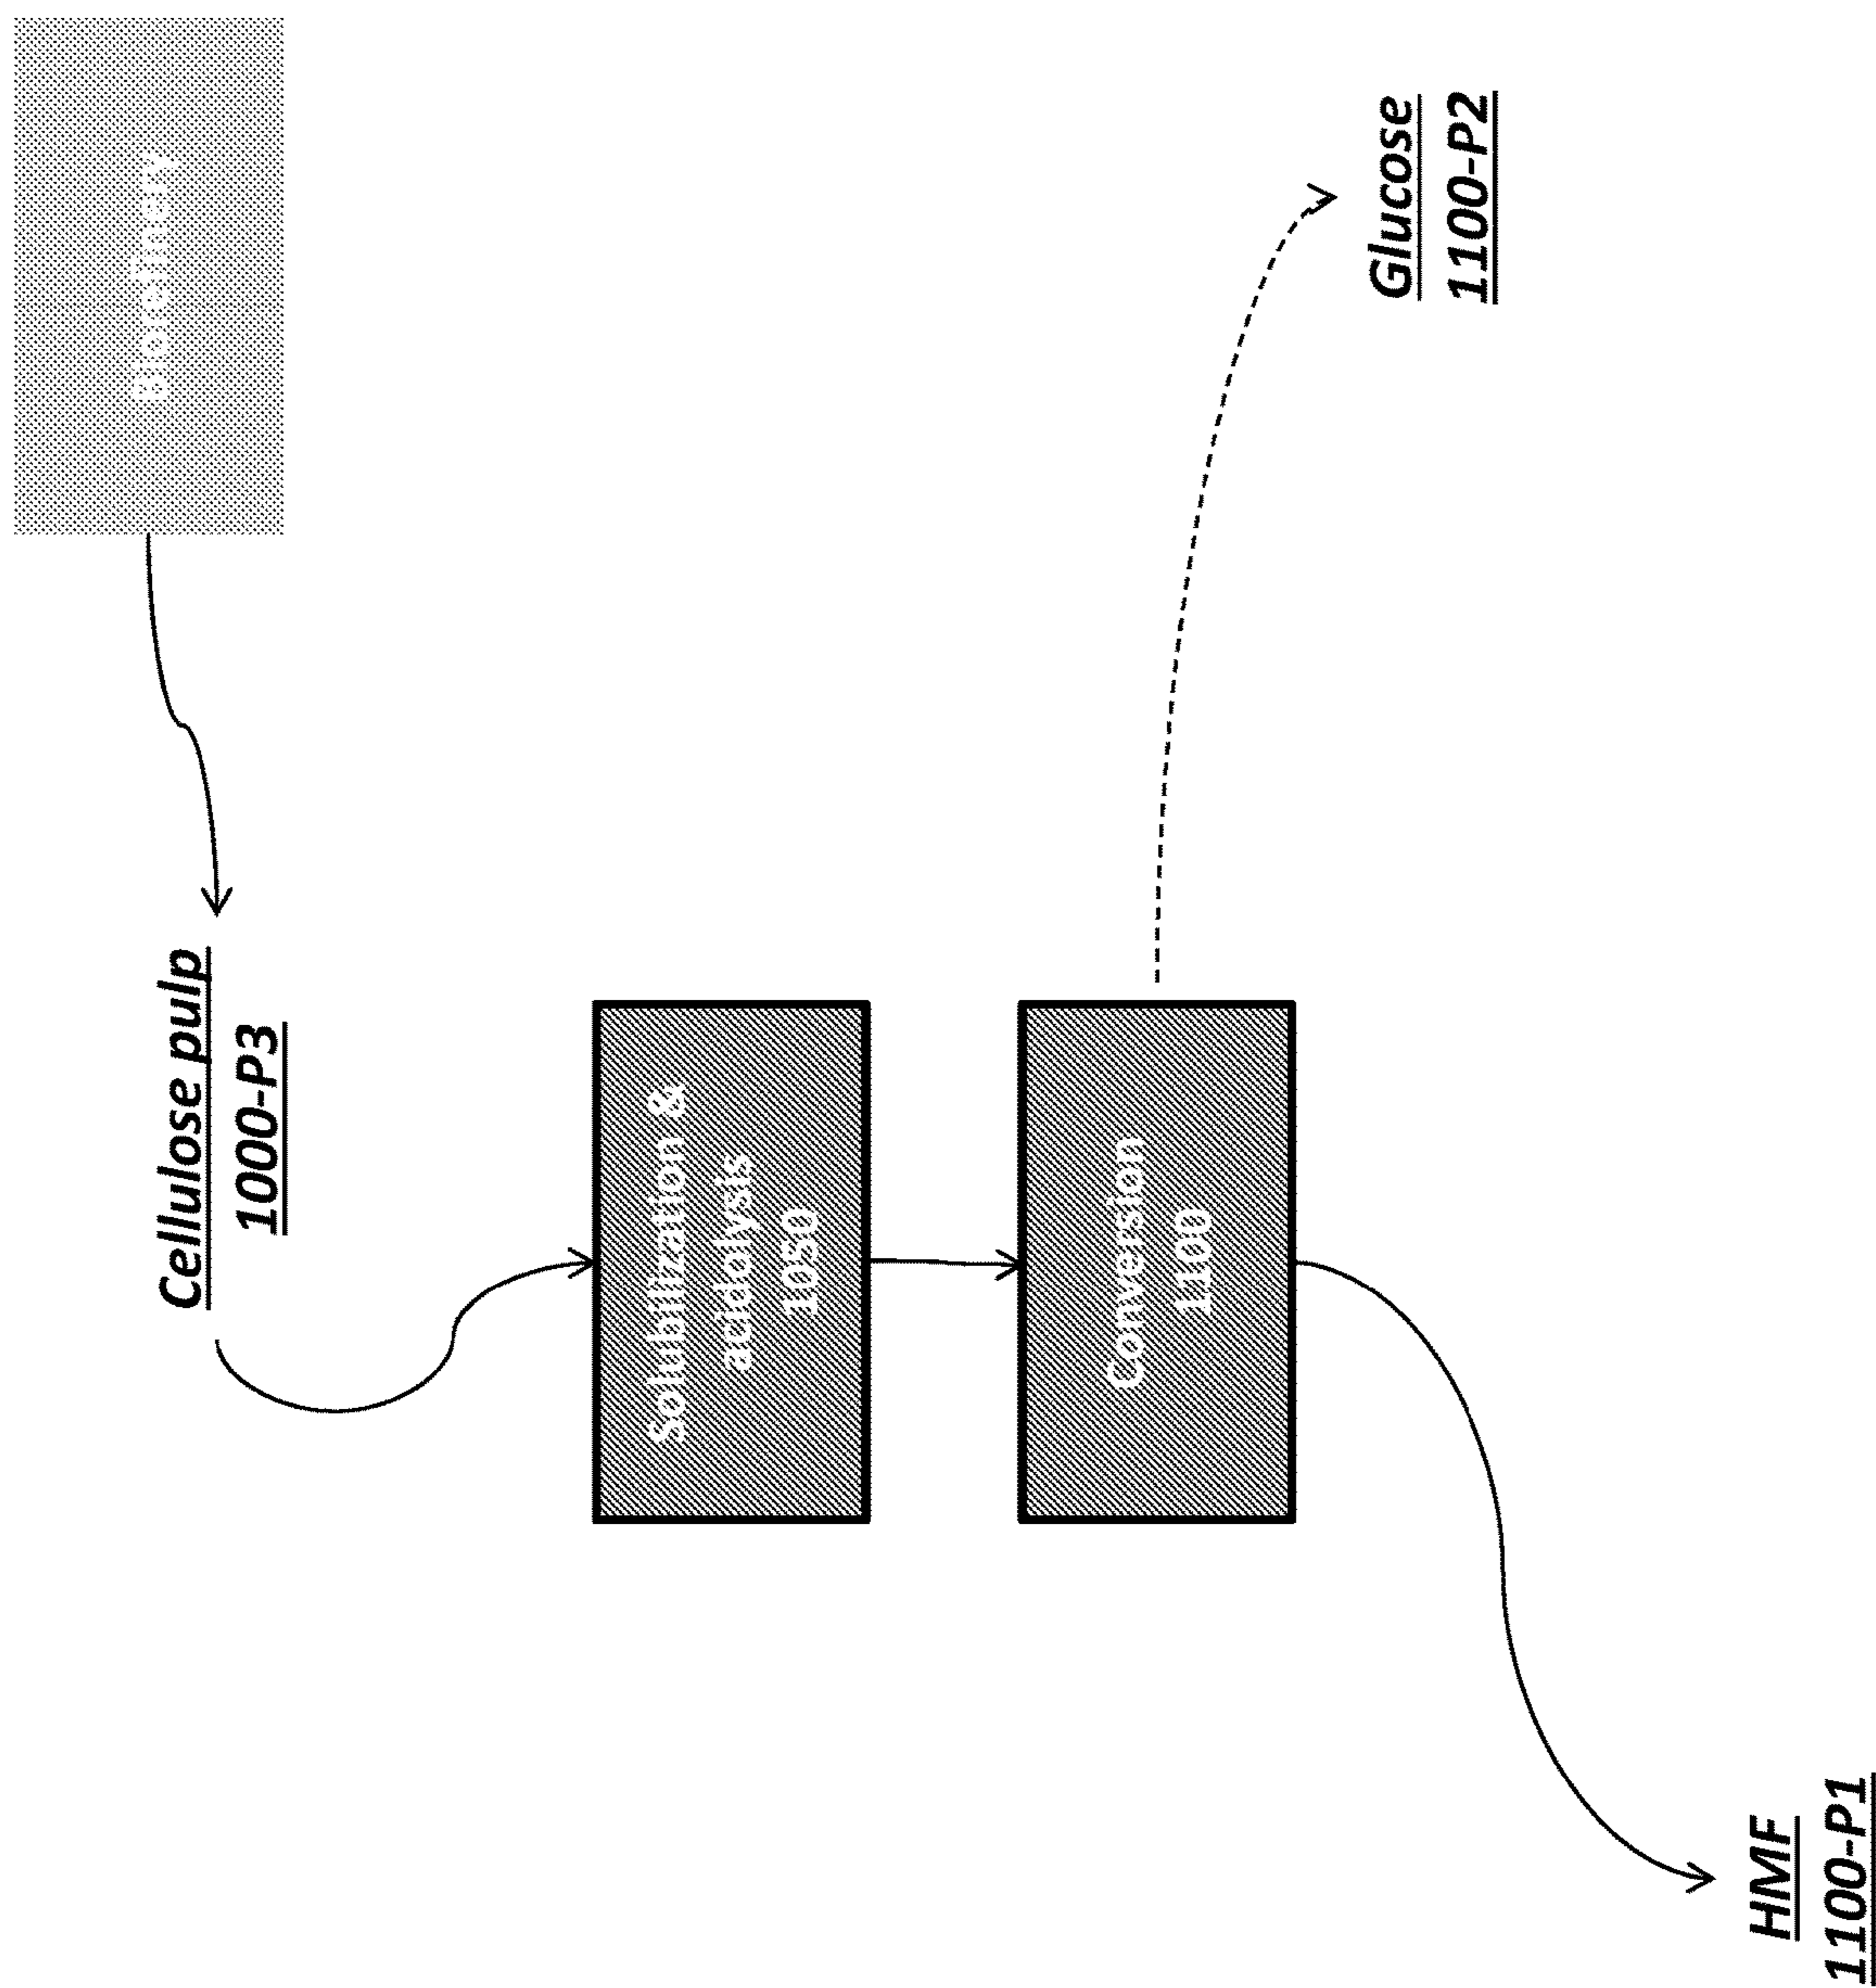 Biorefinery
Cellulose pulp
1000-P3
Solubilization &
acidolysis
1050
Conversion
1100
Glucose
1100-P2
HMF
1100-P1